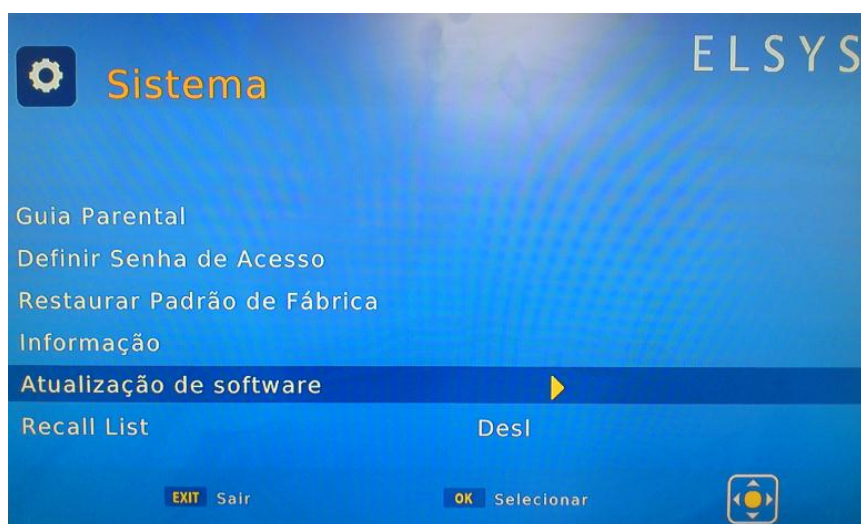 ELSYS
Sistema
Guia Parental
Definir Senha de Acesso
Restaurar Padrão de Fábrica
Informação
Atualização de software
Recall List Desl
EXIT Sair OK Selecionar